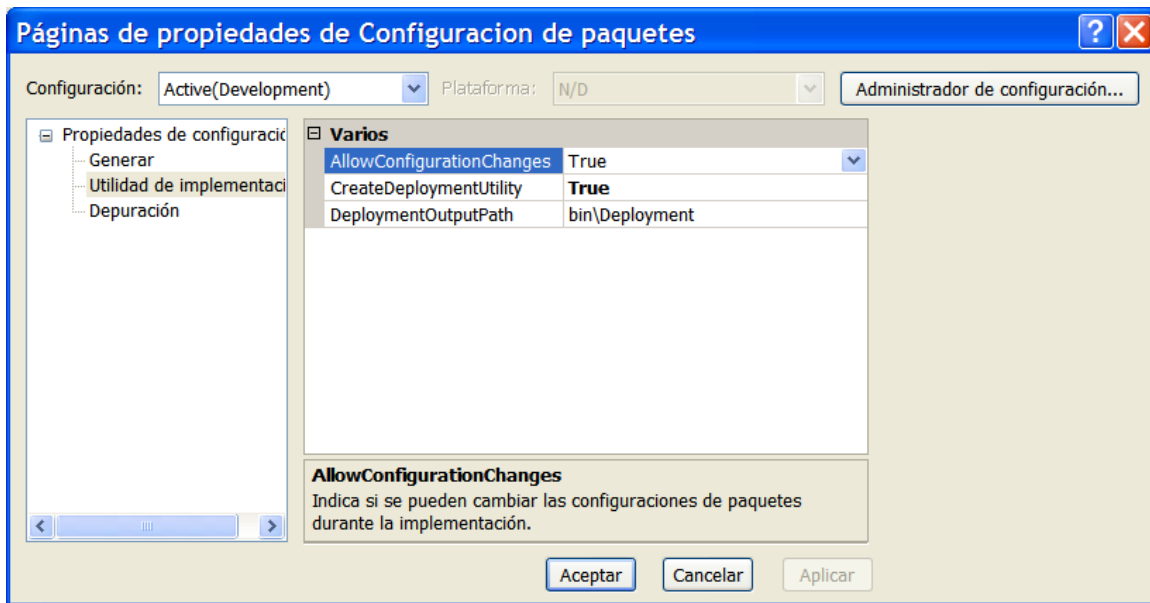 Páginas de propiedades de Configuracion de paquetes
Configuración: Active(Development) Plataforma: N/D Administrador de configuración...
Propiedades de configuració
Generar
Utilidad de implementaci
Depuración
Varios
AllowConfigurationChanges True
CreateDeploymentUtility True
DeploymentOutputPath bin\Deployment
AllowConfigurationChanges
Indica si se pueden cambiar las configuraciones de paquetes
durante la implementación.
Aceptar Cancelar Aplicar